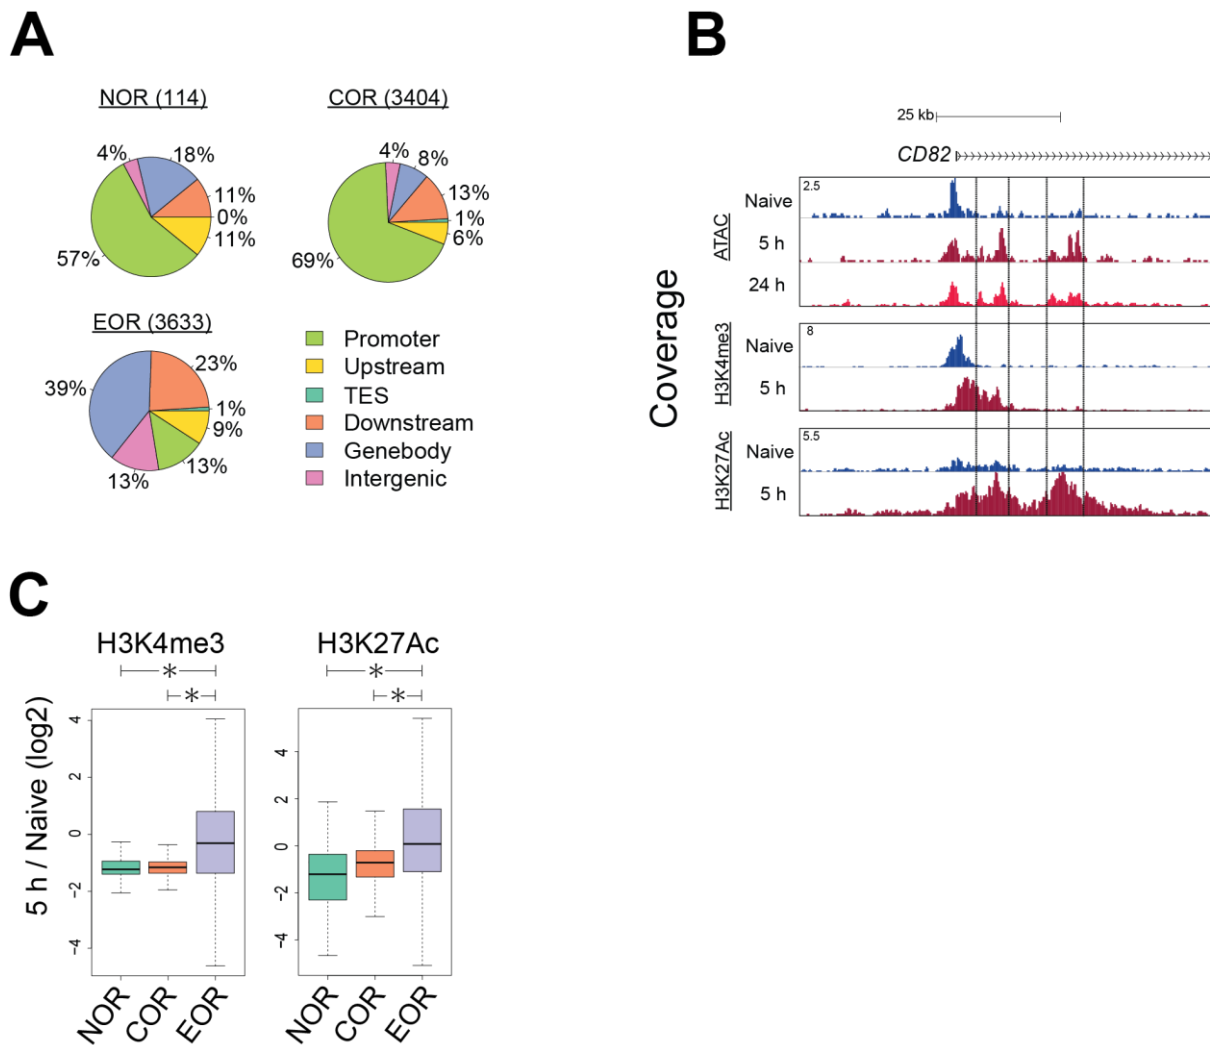 A
NOR (114)
4%
18%
11%
0%
11%
57%
COR (3404)
4%
8%
13%
1%
6%
69%
EOR (3633)
39%
23%
1%
9%
13%
13%
Promoter
Upstream
TES
Downstream
Genebody
Intergenic
B
25 kb
CD82
Coverage
ATAC
2.5
Naive
5 h
24 h
H3K4me3
8
Naive
5 h
H3K27Ac
5.5
Naive
5 h
C
5 h / Naive (log2)
H3K4me3
*
*
4
2
0
-2
-4
NOR
COR
EOR
H3K27Ac
*
*
4
2
0
-2
-4
NOR
COR
EOR